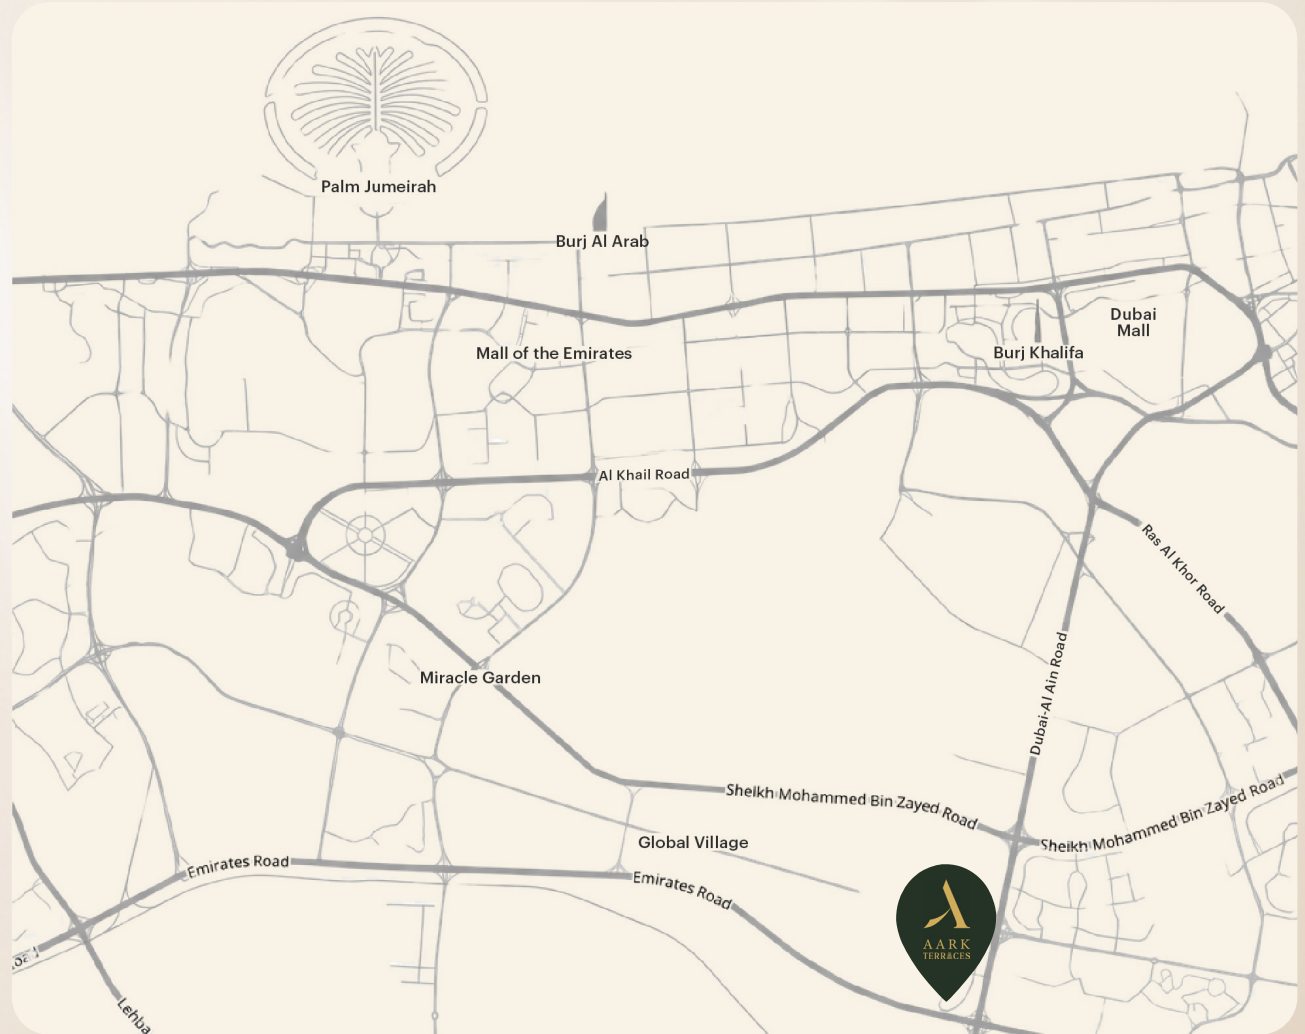 Palm Jumeirah
Burj Al Arab
Dubai
Mall
Mall of the Emirates
Burj Khalifa
Al Khail Road
Ras Al Khor Road
Dubai-Al Ain Road
Miracle Garden
Sheikh Mohammed Bin Zayed Road
Sheikh Mohammed Bin Zayed Road
Global Village
Emirates Road
Emirates Road
AARK
TERRACES
Lehba